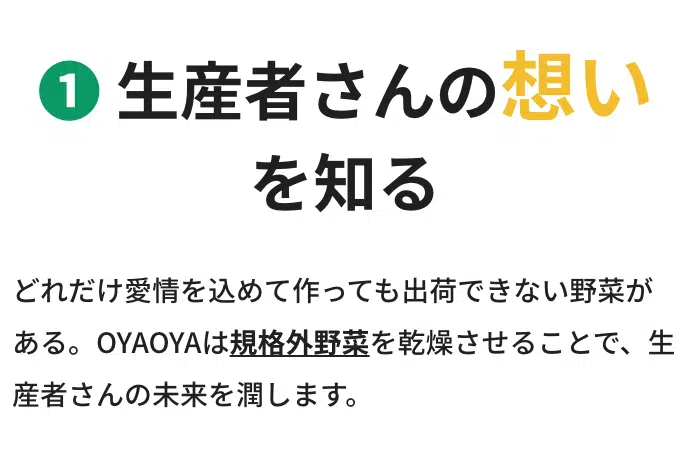 ❶ 生産者さんの想い
を知る
どれだけ愛情を込めて作っても出荷できない野菜が
ある。OYAOYAは規格外野菜を乾燥させることで、生
産者さんの未来を潤します。